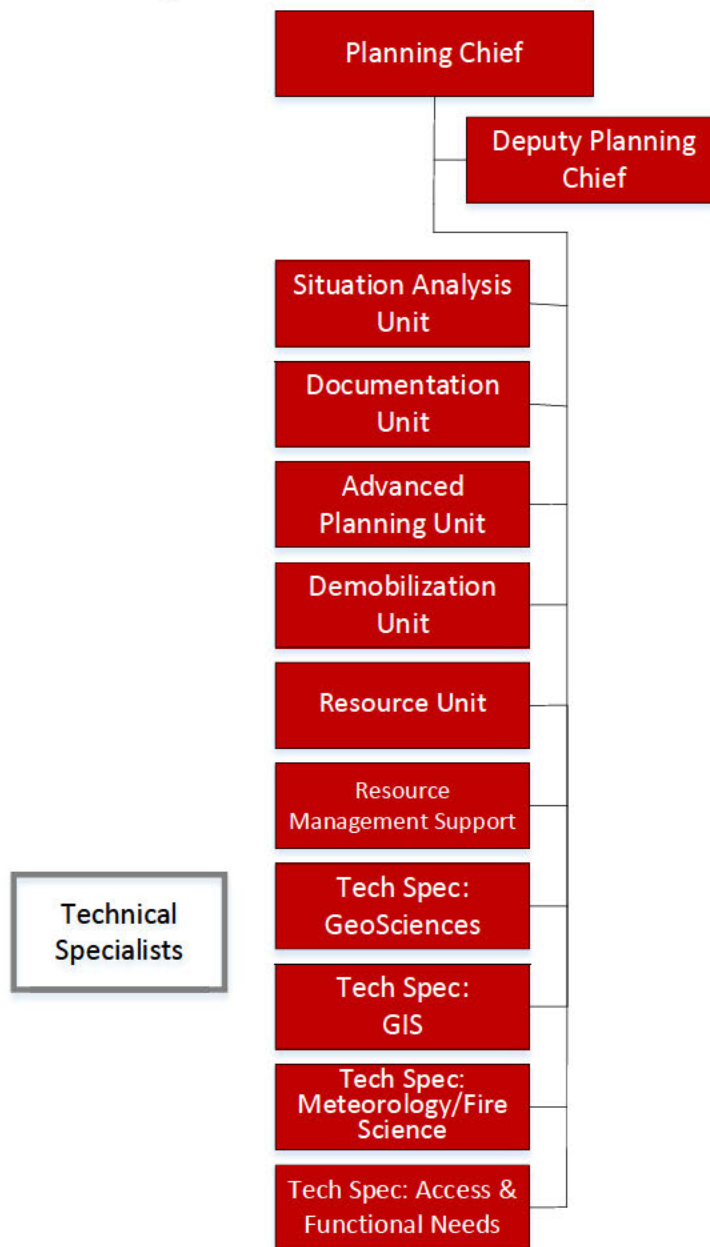 Planning Chief
Deputy Planning
Chief
Situation Analysis
Unit
Documentation
Unit
Advanced
Planning Unit
Demobilization
Unit
Resource Unit
Resource
Management Support
Technical
Specialists
Tech Spec:
GeoSciences
Tech Spec:
GIS
Tech Spec:
Meteorology/Fire
Science
Tech Spec: Access &
Functional Needs